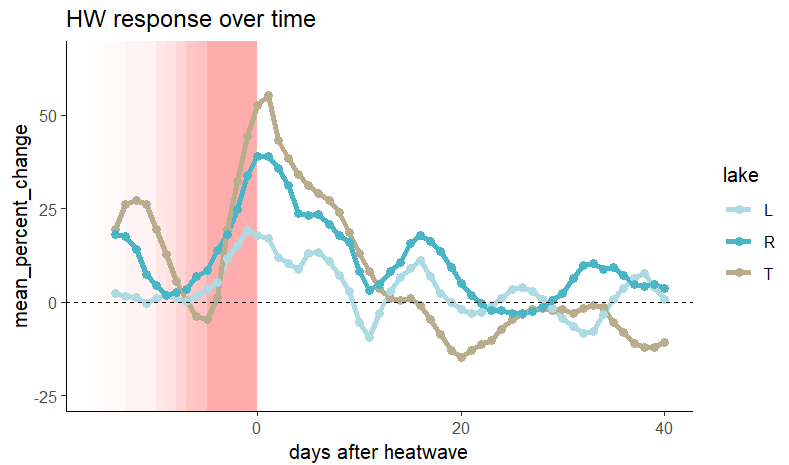 HW response over time
mean_percent_change
50
25
0
-25
0
20
40
days after heatwave
lake
L
R
T